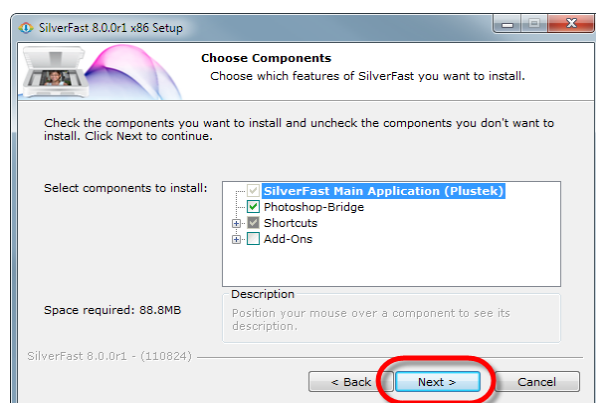 SilverFast 8.0.0r1 x86 Setup
Choose Components
Choose which features of SilverFast you want to install.
Check the components you want to install and uncheck the components you don't want to
install. Click Next to continue.
Select components to install:
SilverFast Main Application (Plustek)
Photoshop-Bridge
Shortcuts
Add-Ons
Space required: 88.8MB
Description
Position your mouse over a component to see its
description.
SilverFast 8.0.0r1 - (110824)
< Back
Next >
Cancel